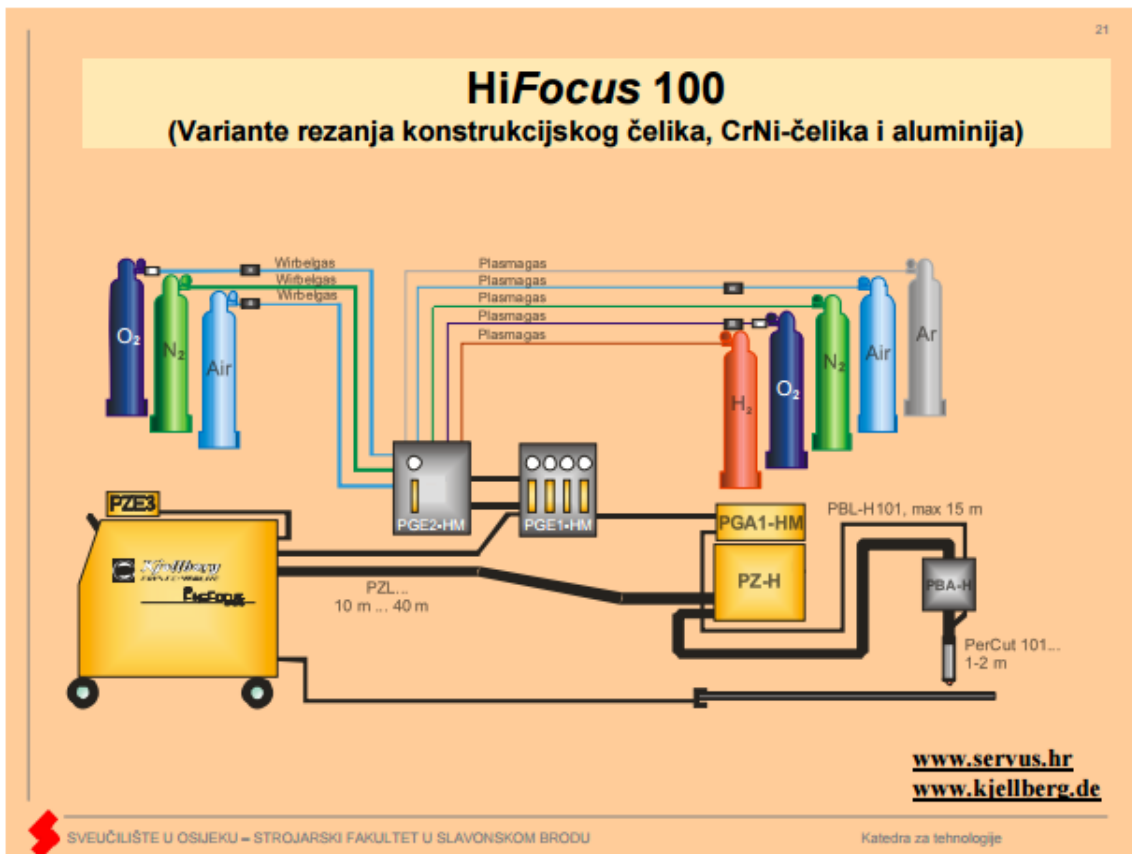 21
HiFocus 100
(Variante rezanja konstrukcijskog čelika, CrNi-čelika i aluminija)
Wirbelgas
Wirbelgas
Wirbelgas
Plasmagas
Plasmagas
Plasmagas
Plasmagas
Plasmagas
O2
N2
Air
H2
O2
N2
Air
Ar
PGE2-HM
PGE1-HM
PZE3
Kjellberg
PZL...
10 m ... 40 m
PGA1-HM
PZ-H
PBL-H101, max 15 m
PBA-H
PerCut 101...
1-2 m
www.servus.hr
www.kjellberg.de
SVEUČILIŠTE U OSIJEKU – STROJARSKI FAKULTET U SLAVONSKOM BRODU
Katedra za tehnologije